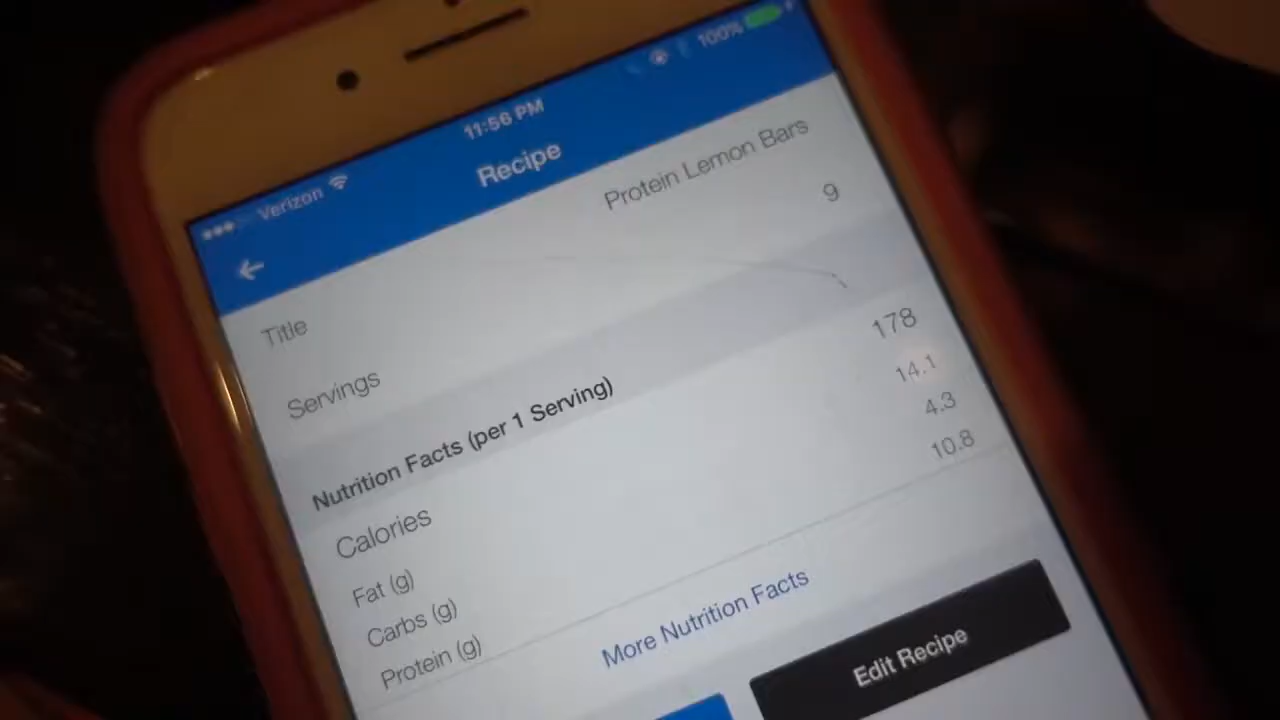 Verizon 11:56 PM 100%
Recipe
Title Protein Lemon Bars
Servings 9
Nutrition Facts (per 1 Serving)
Calories 178
Fat (g) 14.1
Carbs (g) 4.3
Protein (g) 10.8
More Nutrition Facts
Edit Recipe